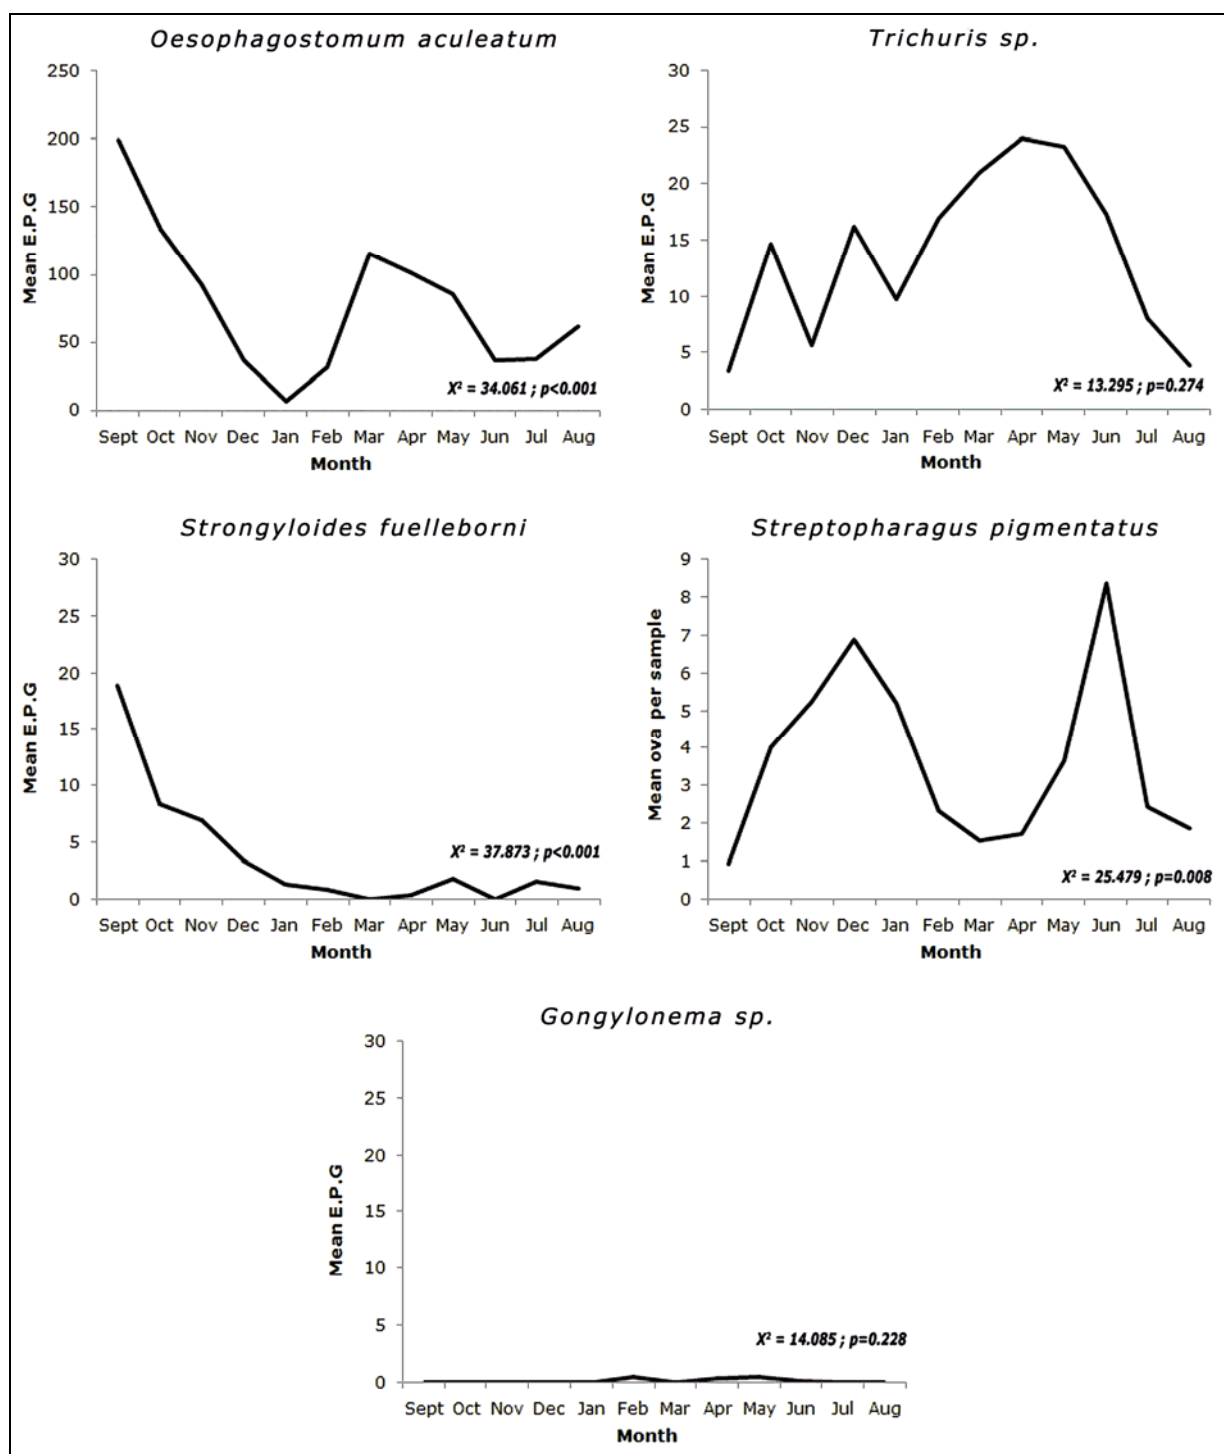 Oesophagostomum aculeatum
Mean E.P.G
250
200
150
100
50
0
X² = 34.061 ; p<0.001
Sept Oct Nov Dec Jan Feb Mar Apr May Jun Jul Aug
Month
Trichuris sp.
Mean E.P.G
30
25
20
15
10
5
0
X² = 13.295 ; p=0.274
Sept Oct Nov Dec Jan Feb Mar Apr May Jun Jul Aug
Month
Strongyloides fuelleborni
Mean E.P.G
30
25
20
15
10
5
0
X² = 37.873 ; p<0.001
Sept Oct Nov Dec Jan Feb Mar Apr May Jun Jul Aug
Month
Streptopharagus pigmentatus
Mean ova per sample
9
8
7
6
5
4
3
2
1
0
X² = 25.479 ; p=0.008
Sept Oct Nov Dec Jan Feb Mar Apr May Jun Jul Aug
Month
Gongylonema sp.
Mean E.P.G
30
25
20
15
10
5
0
X² = 14.085 ; p=0.228
Sept Oct Nov Dec Jan Feb Mar Apr May Jun Jul Aug
Month